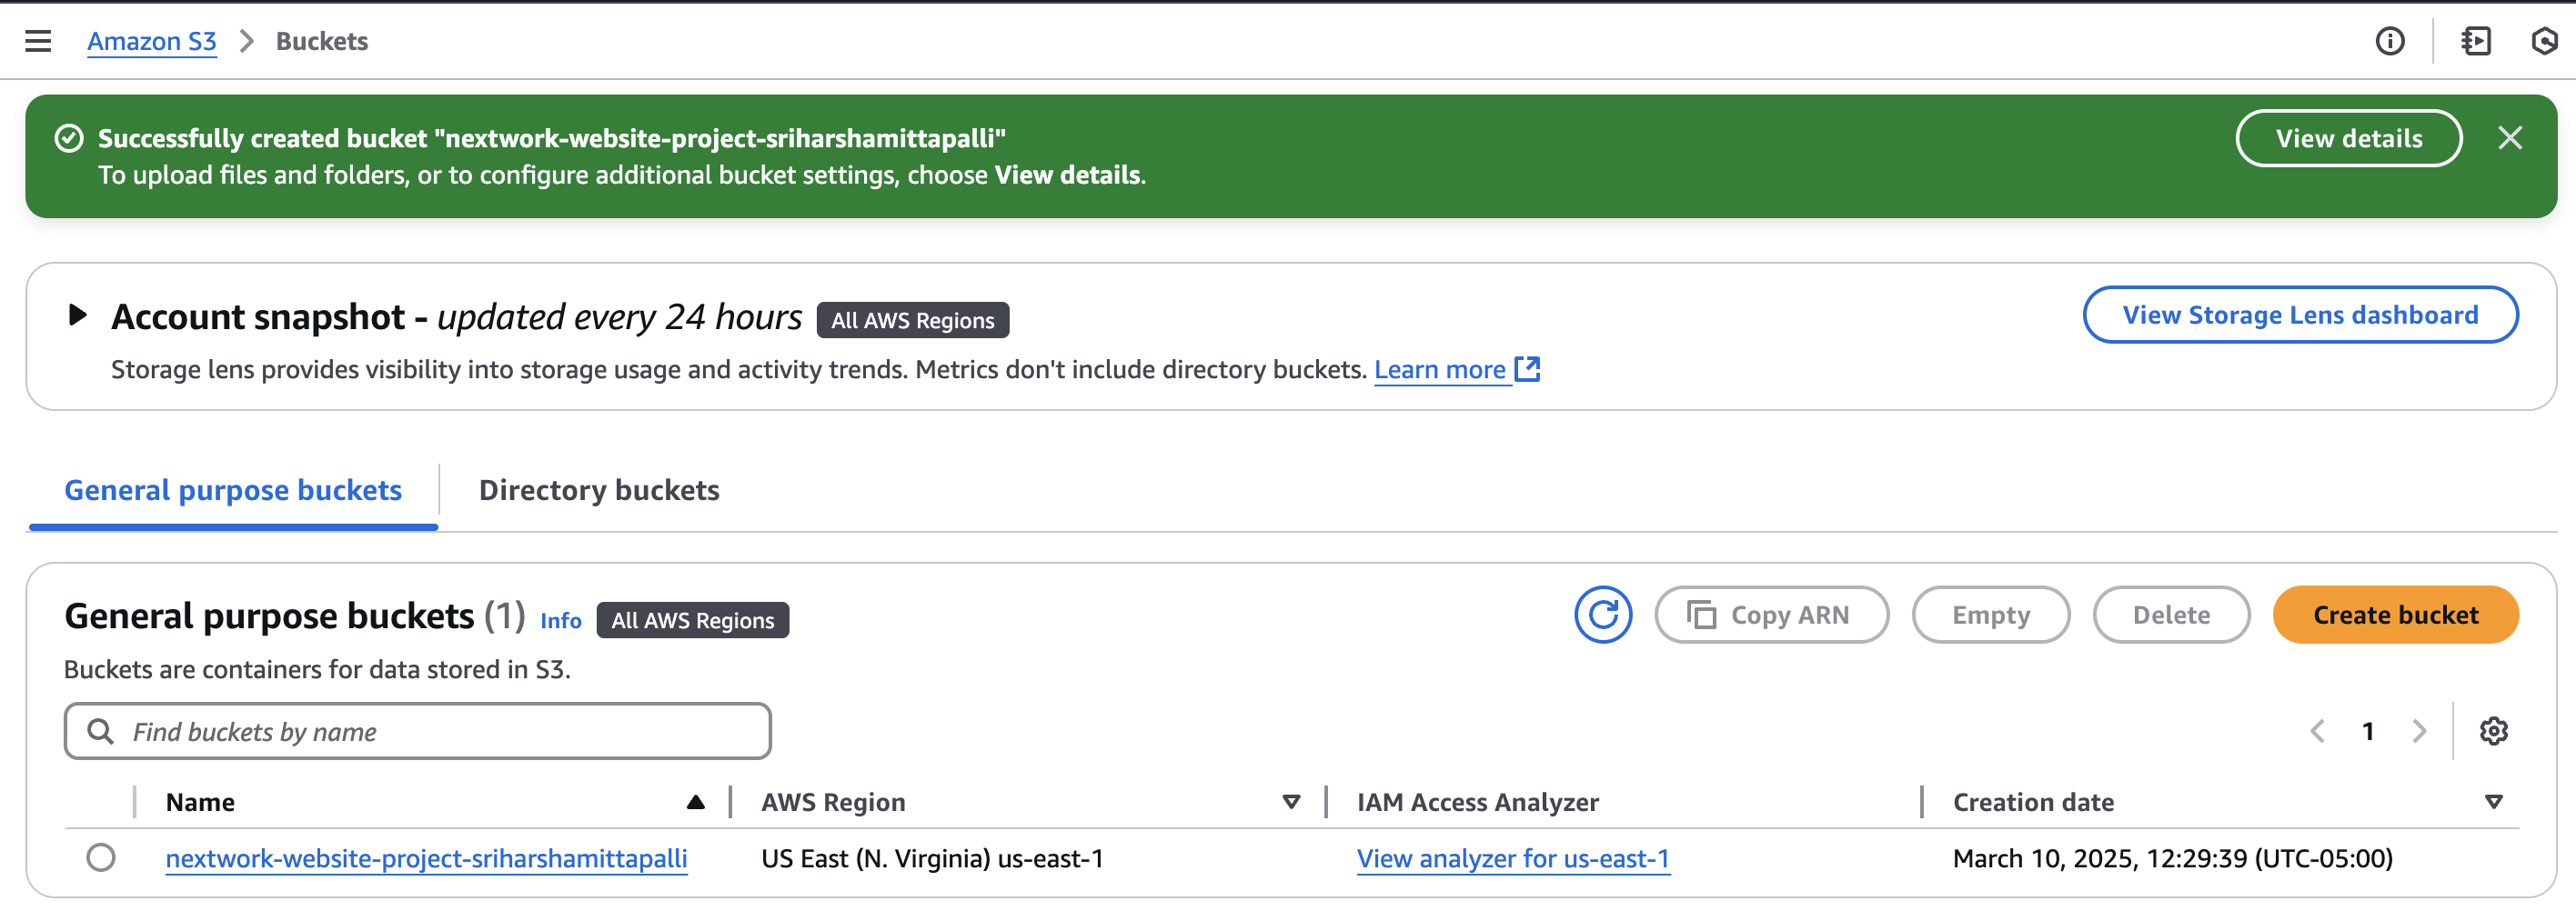 Amazon S3 > Buckets
Successfully created bucket "nextwork-website-project-sriharshamittapalli"
View details
To upload files and folders, or to configure additional bucket settings, choose View details.
Account snapshot - updated every 24 hours All AWS Regions
View Storage Lens dashboard
Storage lens provides visibility into storage usage and activity trends. Metrics don't include directory buckets. Learn more
General purpose buckets
Directory buckets
General purpose buckets (1) Info All AWS Regions
Copy ARN
Empty
Delete
Create bucket
Buckets are containers for data stored in S3.
Find buckets by name
1
Name AWS Region IAM Access Analyzer Creation date
nextwork-website-project-sriharshamittapalli US East (N. Virginia) us-east-1 View analyzer for us-east-1 March 10, 2025, 12:29:39 (UTC-05:00)